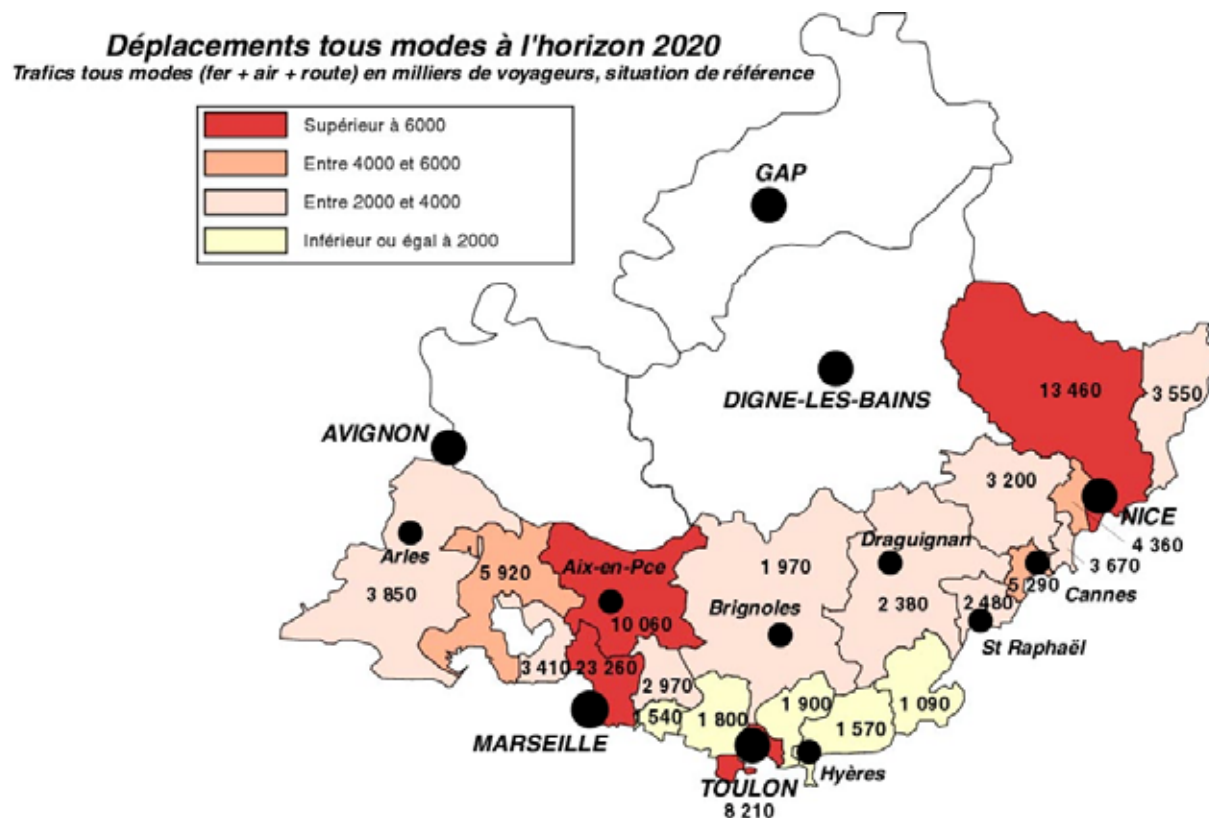 Déplacements tous modes à l'horizon 2020
Trafics tous modes (fer + air + route) en milliers de voyageurs, situation de référence
Supérieur à 6000
Entre 4000 et 6000
Entre 2000 et 4000
Inférieur ou égal à 2000
GAP
DIGNE-LES-BAINS
13 460
3 550
AVIGNON
3 200
NICE
Arles
Draguignan
4 360
5 920
Aix-en-Pce
1 970
3 670
3 850
5 290
Cannes
10 060
Brignoles
2 380
2 480
St Raphaël
3 410
23 260
2 970
1 900
1 090
MARSEILLE
1 540
1 800
1 570
TOULON
Hyères
8 210